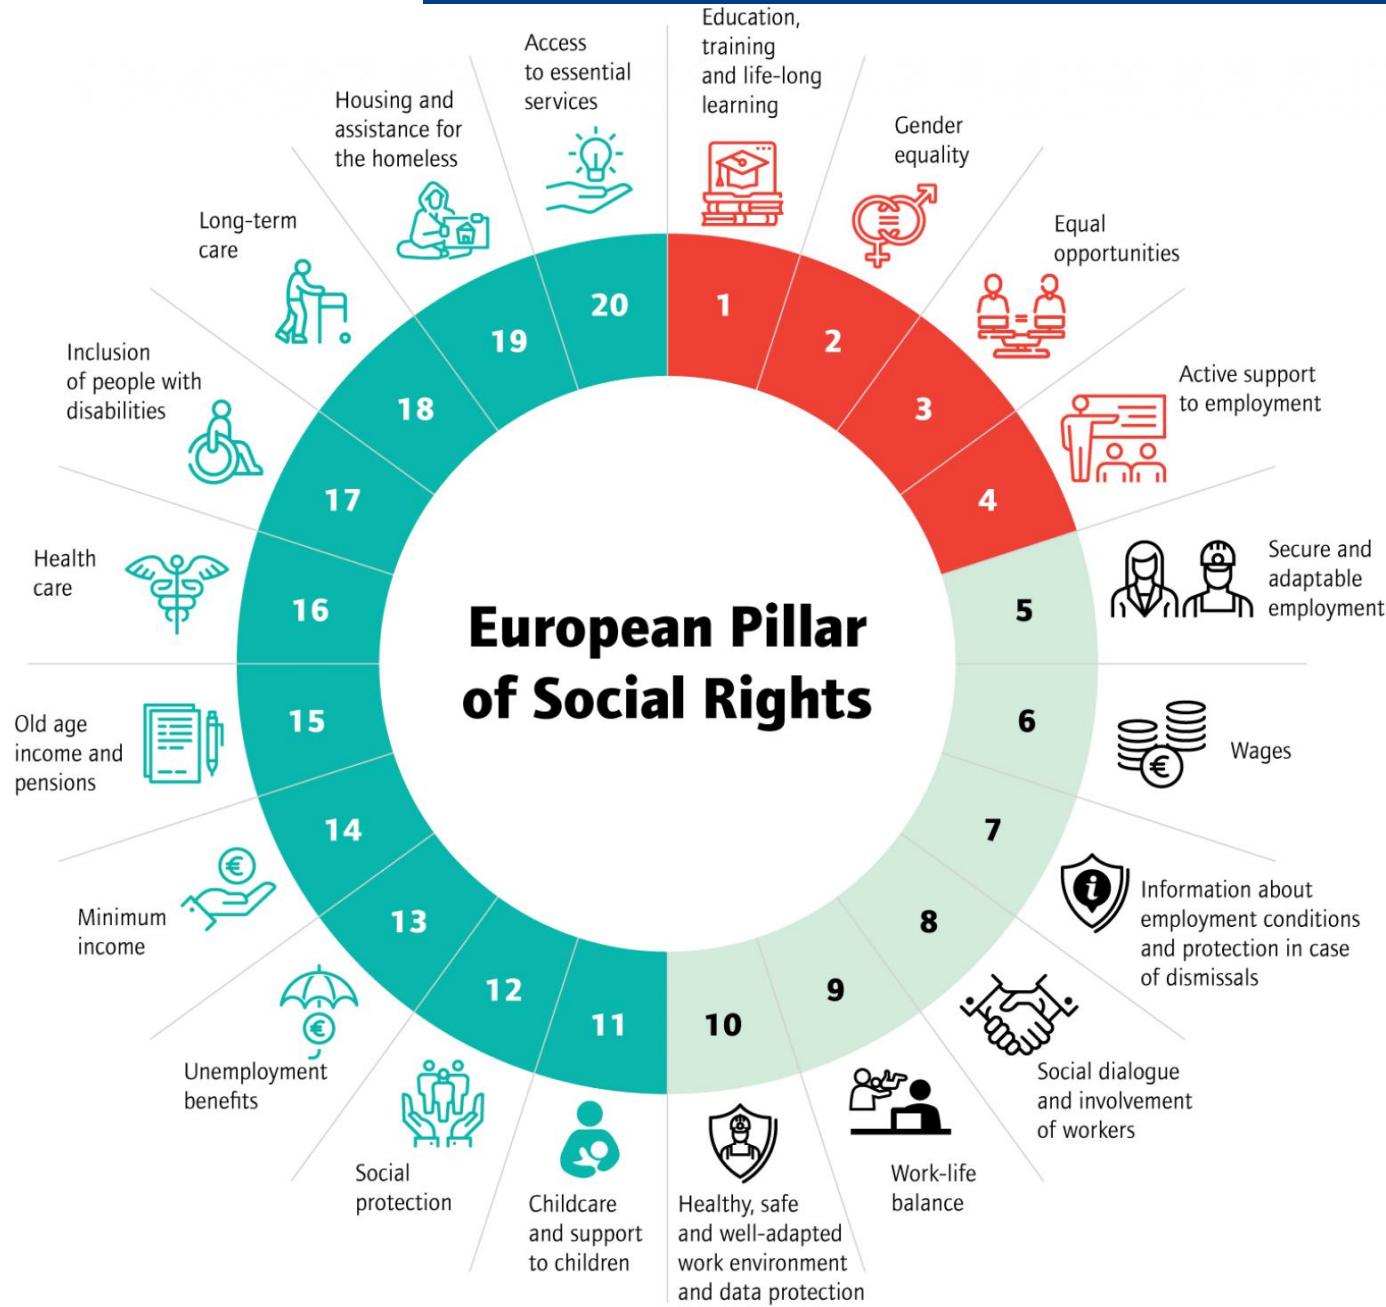 Education,
training
and life-long
learning
1
Gender
equality
2
Equal
opportunities
3
Active support
to employment
4
Secure and
adaptable
employment
5
Wages
6
Information about
employment conditions
and protection in case
of dismissals
7
Social dialogue
and involvement
of workers
8
Work-life
balance
9
Healthy, safe
and well-adapted
work environment
and data protection
10
Childcare
and support
to children
11
Social
protection
12
Unemployment
benefits
13
Minimum
income
14
Old age
income and
pensions
15
Health
care
16
Inclusion
of people with
disabilities
17
Long-term
care
18
Housing and
assistance for
the homeless
19
Access
to essential
services
20
European Pillar
of Social Rights